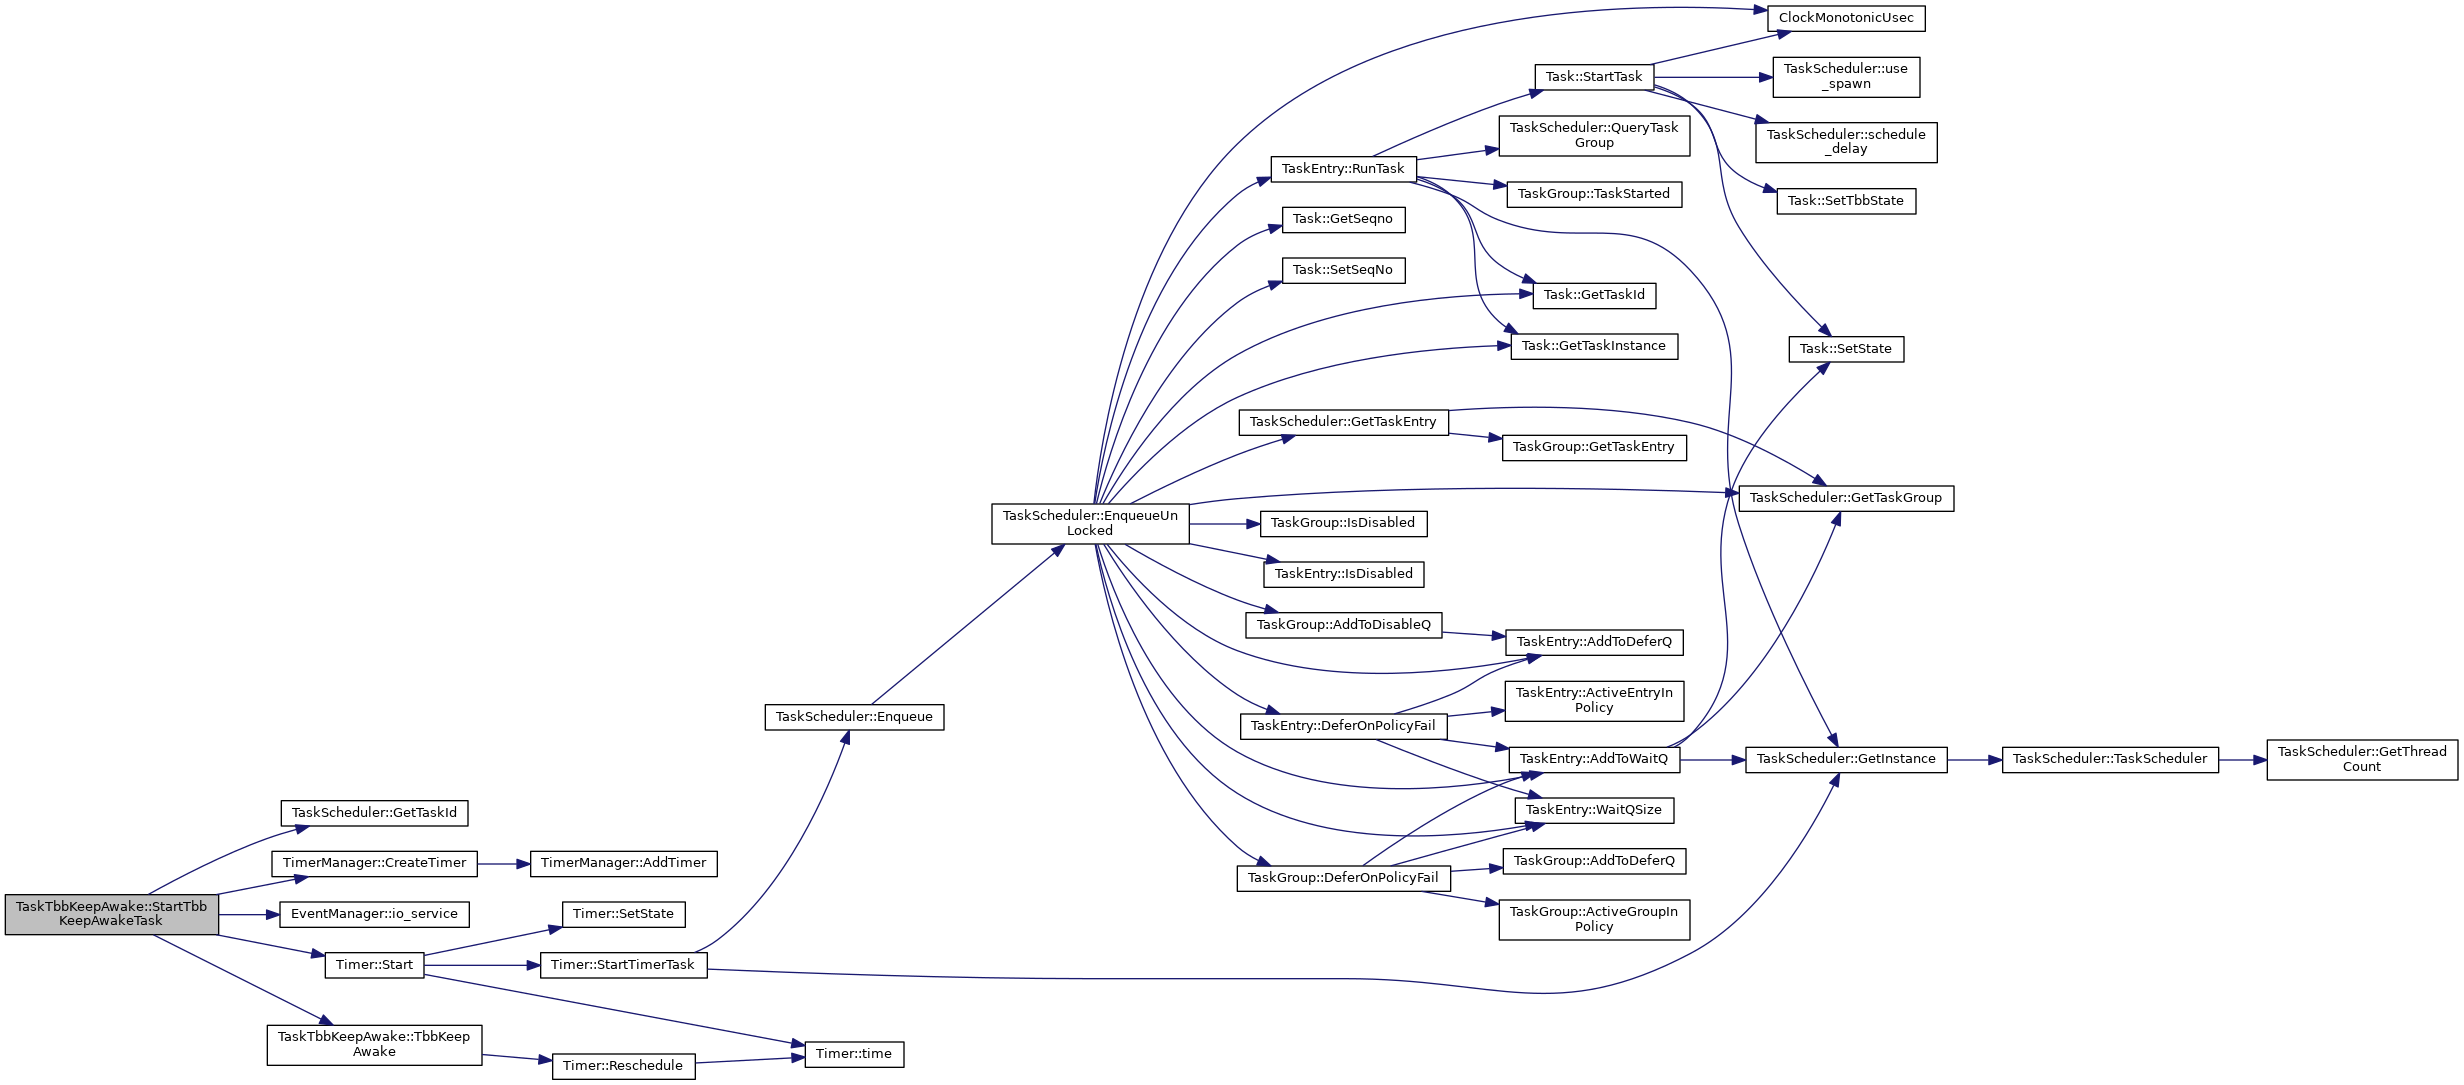 TaskTbbKeepAwake::StartTbb
KeepAwakeTask
TaskScheduler::GetTaskId
TimerManager::CreateTimer
TimerManager::AddTimer
EventManager::io_service
Timer::Start
Timer::SetState
Timer::StartTimerTask
Timer::time
TaskTbbKeepAwake::TbbKeep
Awake
Timer::Reschedule
TaskScheduler::Enqueue
TaskScheduler::EnqueueUn
Locked
ClockMonotonicUsec
TaskEntry::RunTask
Task::StartTask
TaskScheduler::use
_spawn
TaskScheduler::schedule
_delay
Task::SetTbbState
Task::SetState
TaskScheduler::QueryTask
Group
TaskGroup::TaskStarted
Task::GetSeqno
Task::SetSeqNo
Task::GetTaskId
Task::GetTaskInstance
TaskScheduler::GetTaskEntry
TaskGroup::GetTaskEntry
TaskScheduler::GetTaskGroup
TaskGroup::IsDisabled
TaskEntry::IsDisabled
TaskGroup::AddToDisableQ
TaskEntry::AddToDeferQ
TaskEntry::DeferOnPolicyFail
TaskEntry::ActiveEntryIn
Policy
TaskEntry::AddToWaitQ
TaskScheduler::GetInstance
TaskScheduler::TaskScheduler
TaskScheduler::GetThread
Count
TaskEntry::WaitQSize
TaskGroup::DeferOnPolicyFail
TaskGroup::AddToDeferQ
TaskGroup::ActiveGroupIn
Policy